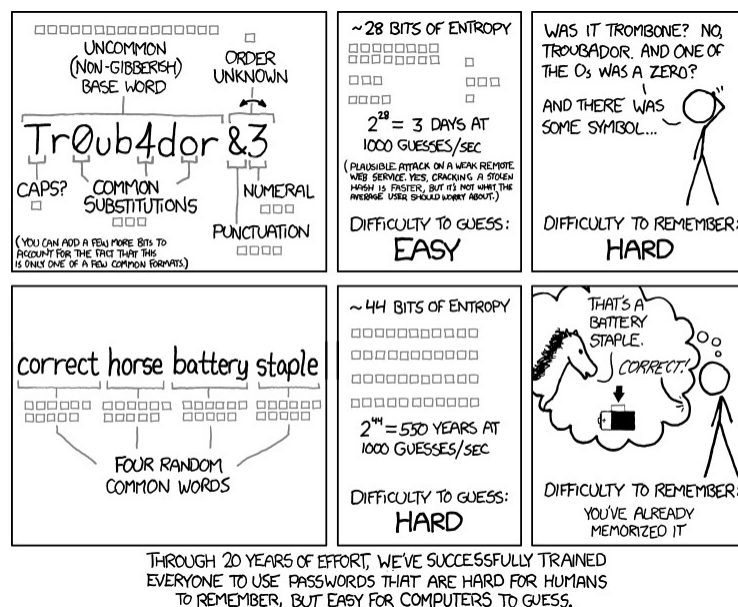 UNCOMMON
(NON-GIBBERISH)
BASE WORD
ORDER
UNKNOWN
Tr0ub4dor &3
CAPS?
COMMON
SUBSTITUTIONS
NUMERAL
PUNCTUATION
(YOU CAN ADD A FEW MORE BITS TO
ACCOUNT FOR THE FACT THAT THIS
IS ONLY ONE OF A FEW COMMON FORMATS.)
~28 BITS OF ENTROPY
2²⁸ = 3 DAYS AT
1000 GUESSES/SEC
(PLAUSIBLE ATTACK ON A WEAK REMOTE
WEB SERVICE. YES, CRACKING A STOLEN
HASH IS FASTER, BUT IT'S NOT WHAT THE
AVERAGE USER SHOULD WORRY ABOUT.)
DIFFICULTY TO GUESS:
EASY
WAS IT TROMBONE? NO,
TROUBADOR. AND ONE OF
THE Os WAS A ZERO?
AND THERE WAS
SOME SYMBOL...
DIFFICULTY TO REMEMBER:
HARD
correct horse battery staple
FOUR RANDOM
COMMON WORDS
~44 BITS OF ENTROPY
2⁴⁴ = 550 YEARS AT
1000 GUESSES/SEC
DIFFICULTY TO GUESS:
HARD
THAT'S A
BATTERY
STAPLE.
CORRECT!
DIFFICULTY TO REMEMBER:
YOU'VE ALREADY
MEMORIZED IT
THROUGH 20 YEARS OF EFFORT, WE'VE SUCCESSFULLY TRAINED
EVERYONE TO USE PASSWORDS THAT ARE HARD FOR HUMANS
TO REMEMBER, BUT EASY FOR COMPUTERS TO GUESS.